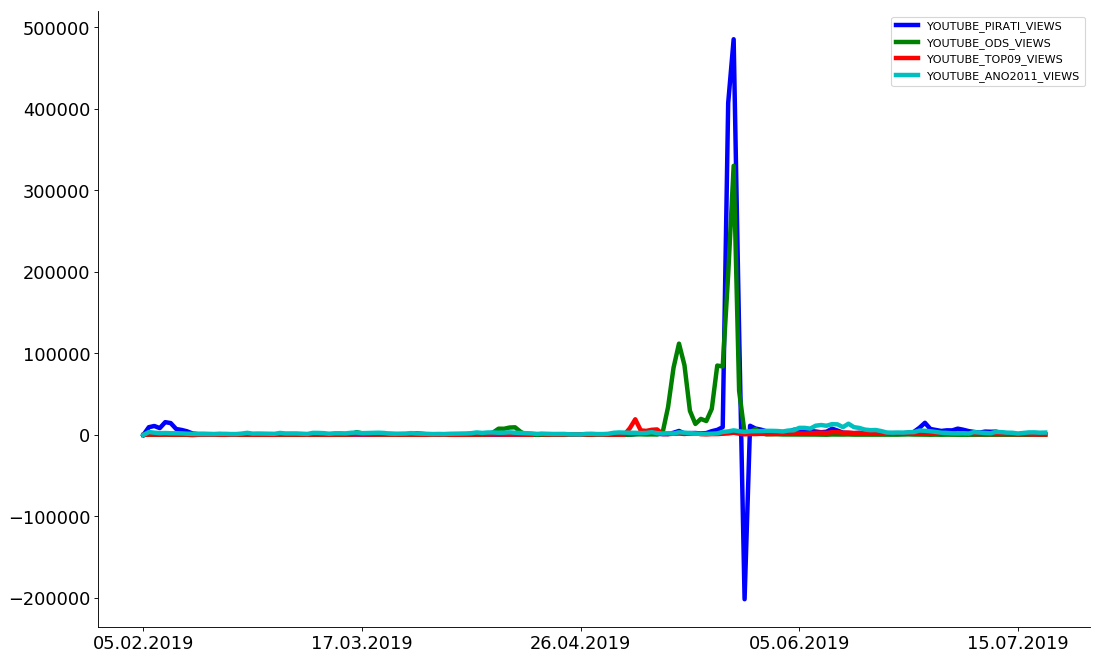 500000
400000
300000
200000
100000
0
−100000
−200000
05.02.2019 17.03.2019 26.04.2019 05.06.2019 15.07.2019
YOUTUBE_PIRATI_VIEWS
YOUTUBE_ODS_VIEWS
YOUTUBE_TOP09_VIEWS
YOUTUBE_ANO2011_VIEWS